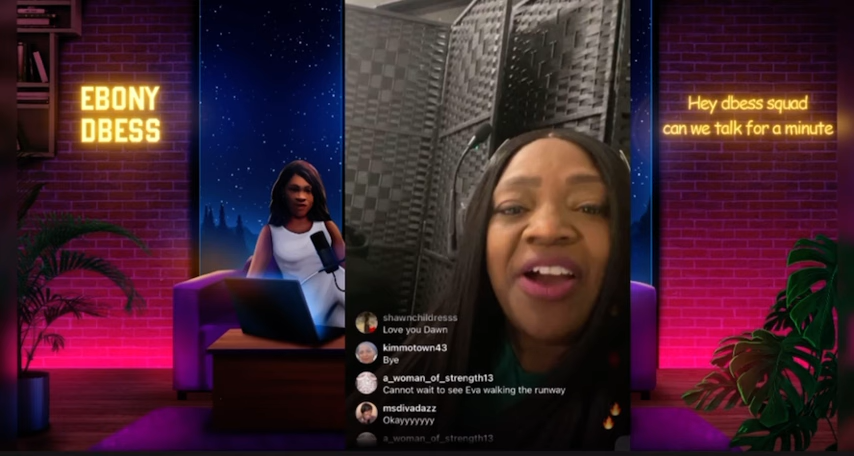 EBONY
DBESS
Hey dbess squad
can we talk for a minute
shawnchildresss
Love you Dawn
kimmotown43
Bye
a_woman_of_strength13
Cannot wait to see Eva walking the runway
msdivadazz
Okayyyyyyy
a_woman_of_strength13